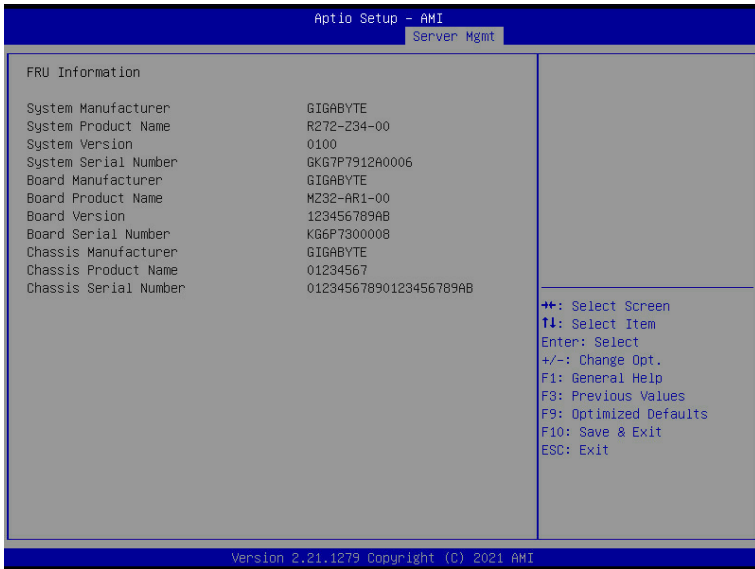 Aptio Setup – AMI
Server Mgmt
FRU Information
System Manufacturer GIGABYTE
System Product Name R272-Z34-00
System Version 0100
System Serial Number GKG7P7912A0006
Board Manufacturer GIGABYTE
Board Product Name MZ32-AR1-00
Board Version 123456789AB
Board Serial Number KG6P7300008
Chassis Manufacturer GIGABYTE
Chassis Product Name 01234567
Chassis Serial Number 01234567890123456789AB
→←: Select Screen
↑↓: Select Item
Enter: Select
+/-: Change Opt.
F1: General Help
F3: Previous Values
F9: Optimized Defaults
F10: Save & Exit
ESC: Exit
Version 2.21.1279 Copyright (C) 2021 AMI